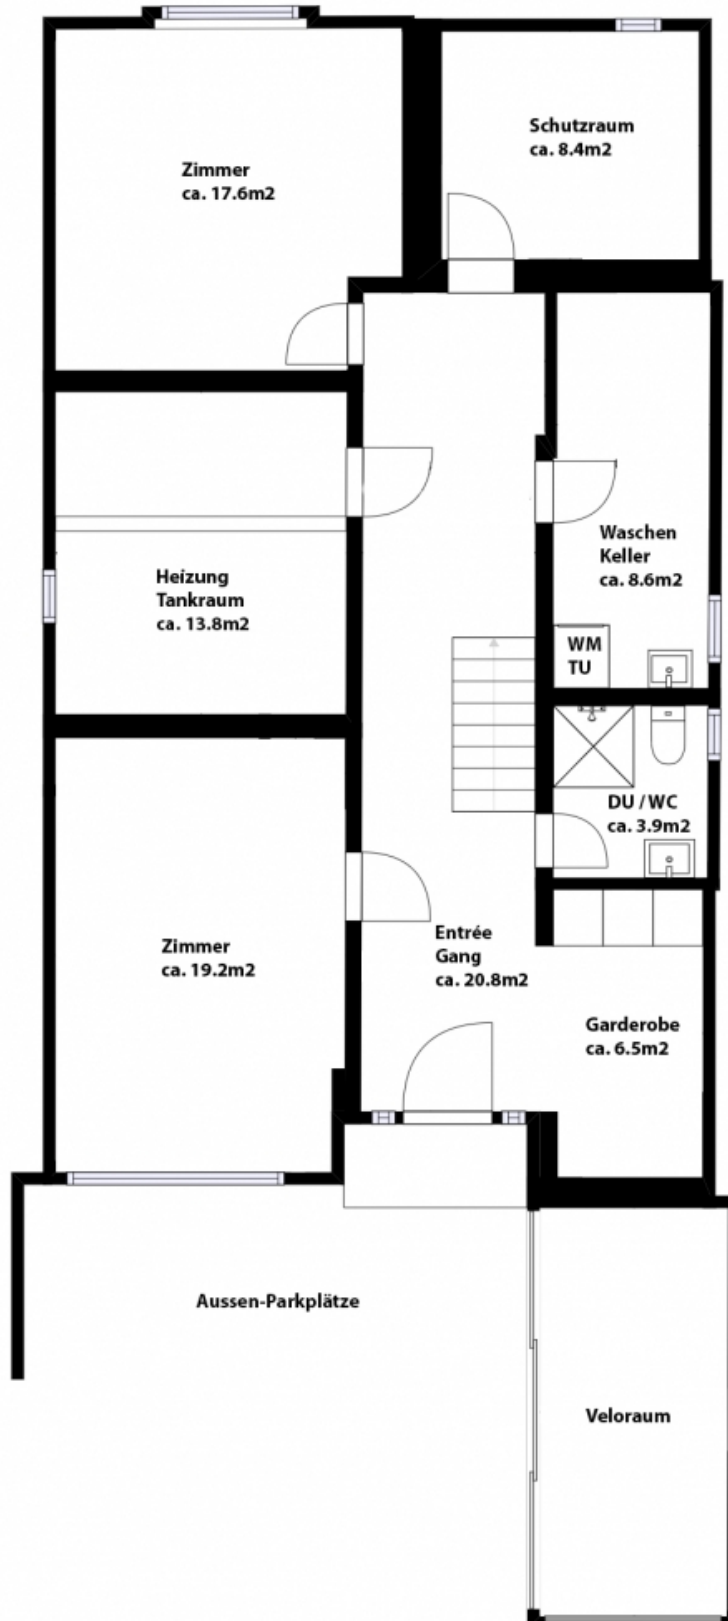 Schutzraum
ca. 8.4m2
Zimmer
ca. 17.6m2
Waschen
Keller
ca. 8.6m2
Heizung
Tankraum
ca. 13.8m2
WM
TU
DU / WC
ca. 3.9m2
Entrée
Gang
ca. 20.8m2
Zimmer
ca. 19.2m2
Garderobe
ca. 6.5m2
Aussen-Parkplätze
Veloraum